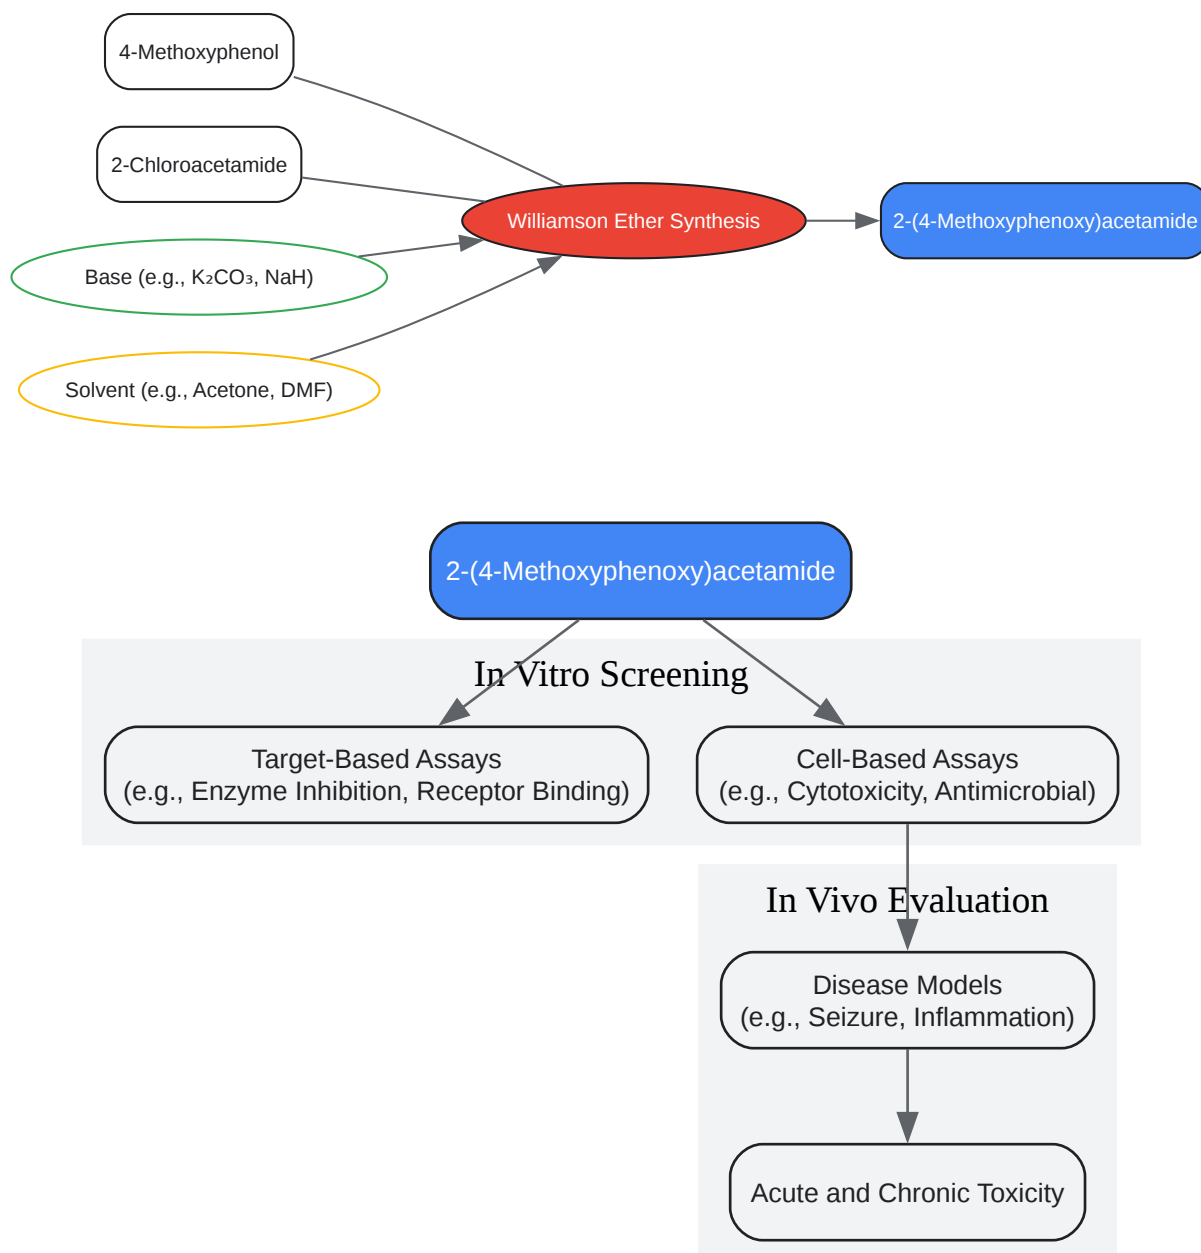 4-Methoxyphenol
2-Chloroacetamide
Williamson Ether Synthesis
2-(4-Methoxyphenoxy)acetamide
Base (e.g., K₂CO₃, NaH)
Solvent (e.g., Acetone, DMF)
2-(4-Methoxyphenoxy)acetamide
In Vitro Screening
Target-Based Assays
(e.g., Enzyme Inhibition, Receptor Binding)
Cell-Based Assays
(e.g., Cytotoxicity, Antimicrobial)
In Vivo Evaluation
Disease Models
(e.g., Seizure, Inflammation)
Acute and Chronic Toxicity